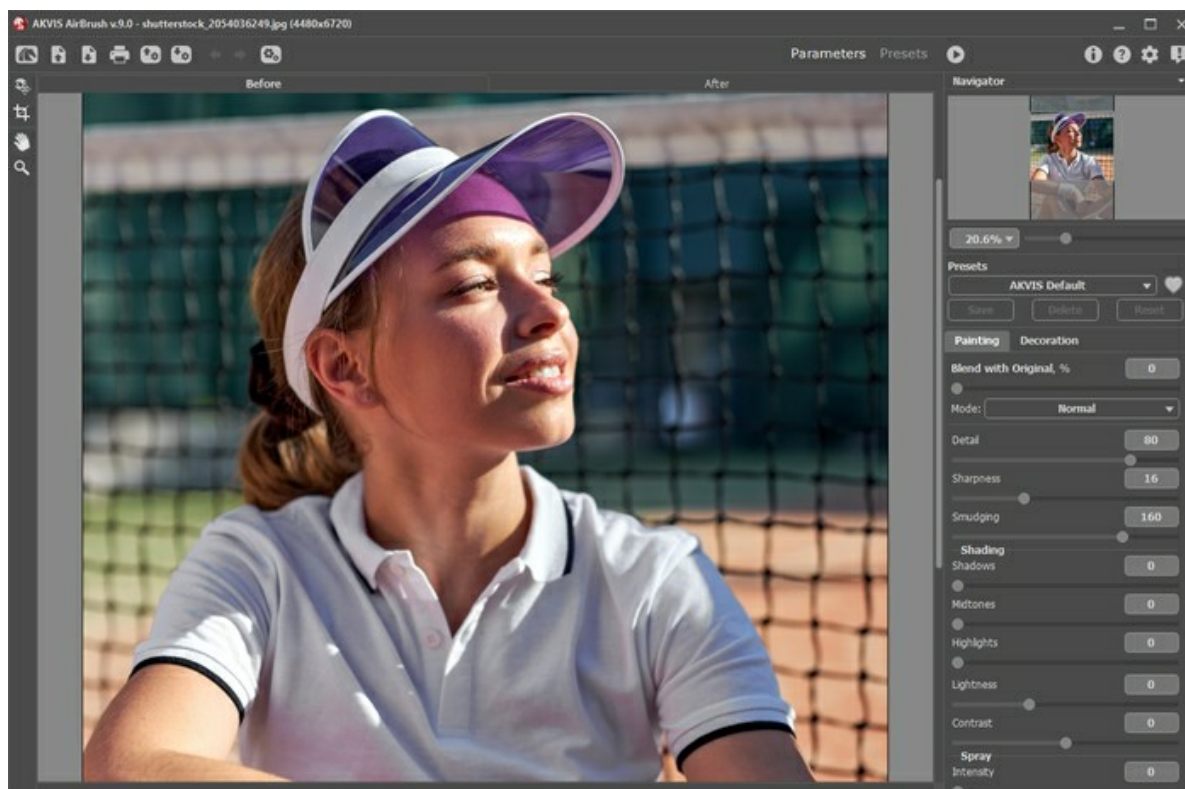 AKVIS AirBrush v.9.0 - shutterstock_2054036249.jpg (4480x6720)
Parameters Presets
Before After
Navigator
20.6%
Presets
AKVIS Default
Save Delete Reset
Painting Decoration
Blend with Original, % 0
Mode: Normal
Detail 80
Sharpness 16
Smudging 160
Shading
Shadows 0
Midtones 0
Highlights 0
Lightness 0
Contrast 0
Spray
Intensity 0